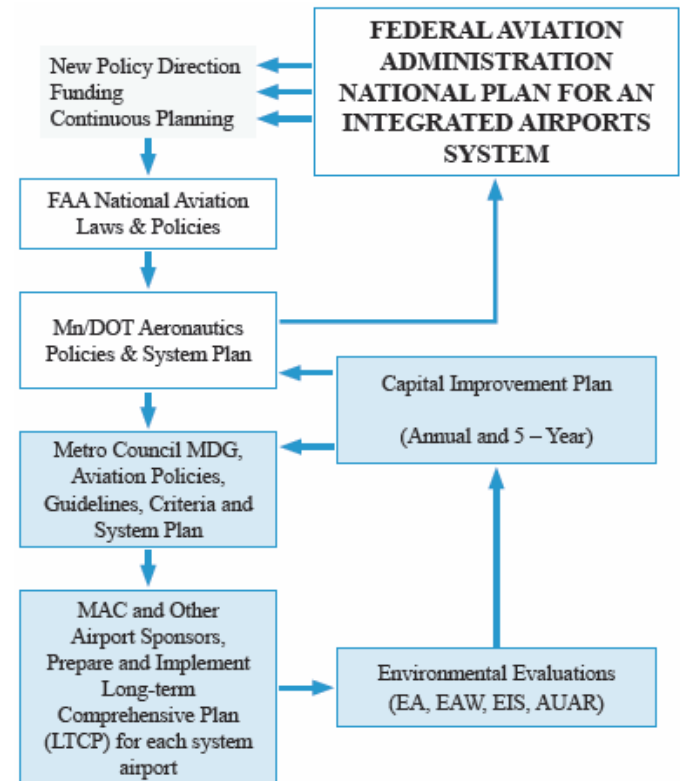 FEDERAL AVIATION
ADMINISTRATION
NATIONAL PLAN FOR AN
INTEGRATED AIRPORTS
SYSTEM
New Policy Direction
Funding
Continuous Planning
FAA National Aviation
Laws & Policies
Mn/DOT Aeronautics
Policies & System Plan
Capital Improvement Plan
(Annual and 5 – Year)
Metro Council MDG,
Aviation Policies,
Guidelines, Criteria and
System Plan
MAC and Other
Airport Sponsors,
Prepare and Implement
Long-term
Comprehensive Plan
(LTCP) for each system
airport
Environmental Evaluations
(EA, EAW, EIS, AUAR)